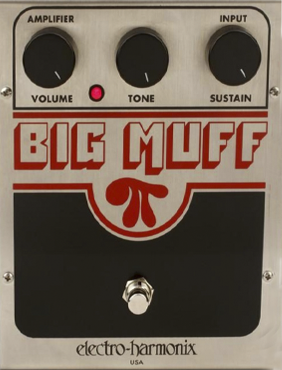 AMPLIFIER INPUT
VOLUME TONE SUSTAIN
BIG MUFF
π
electro-harmonix
USA